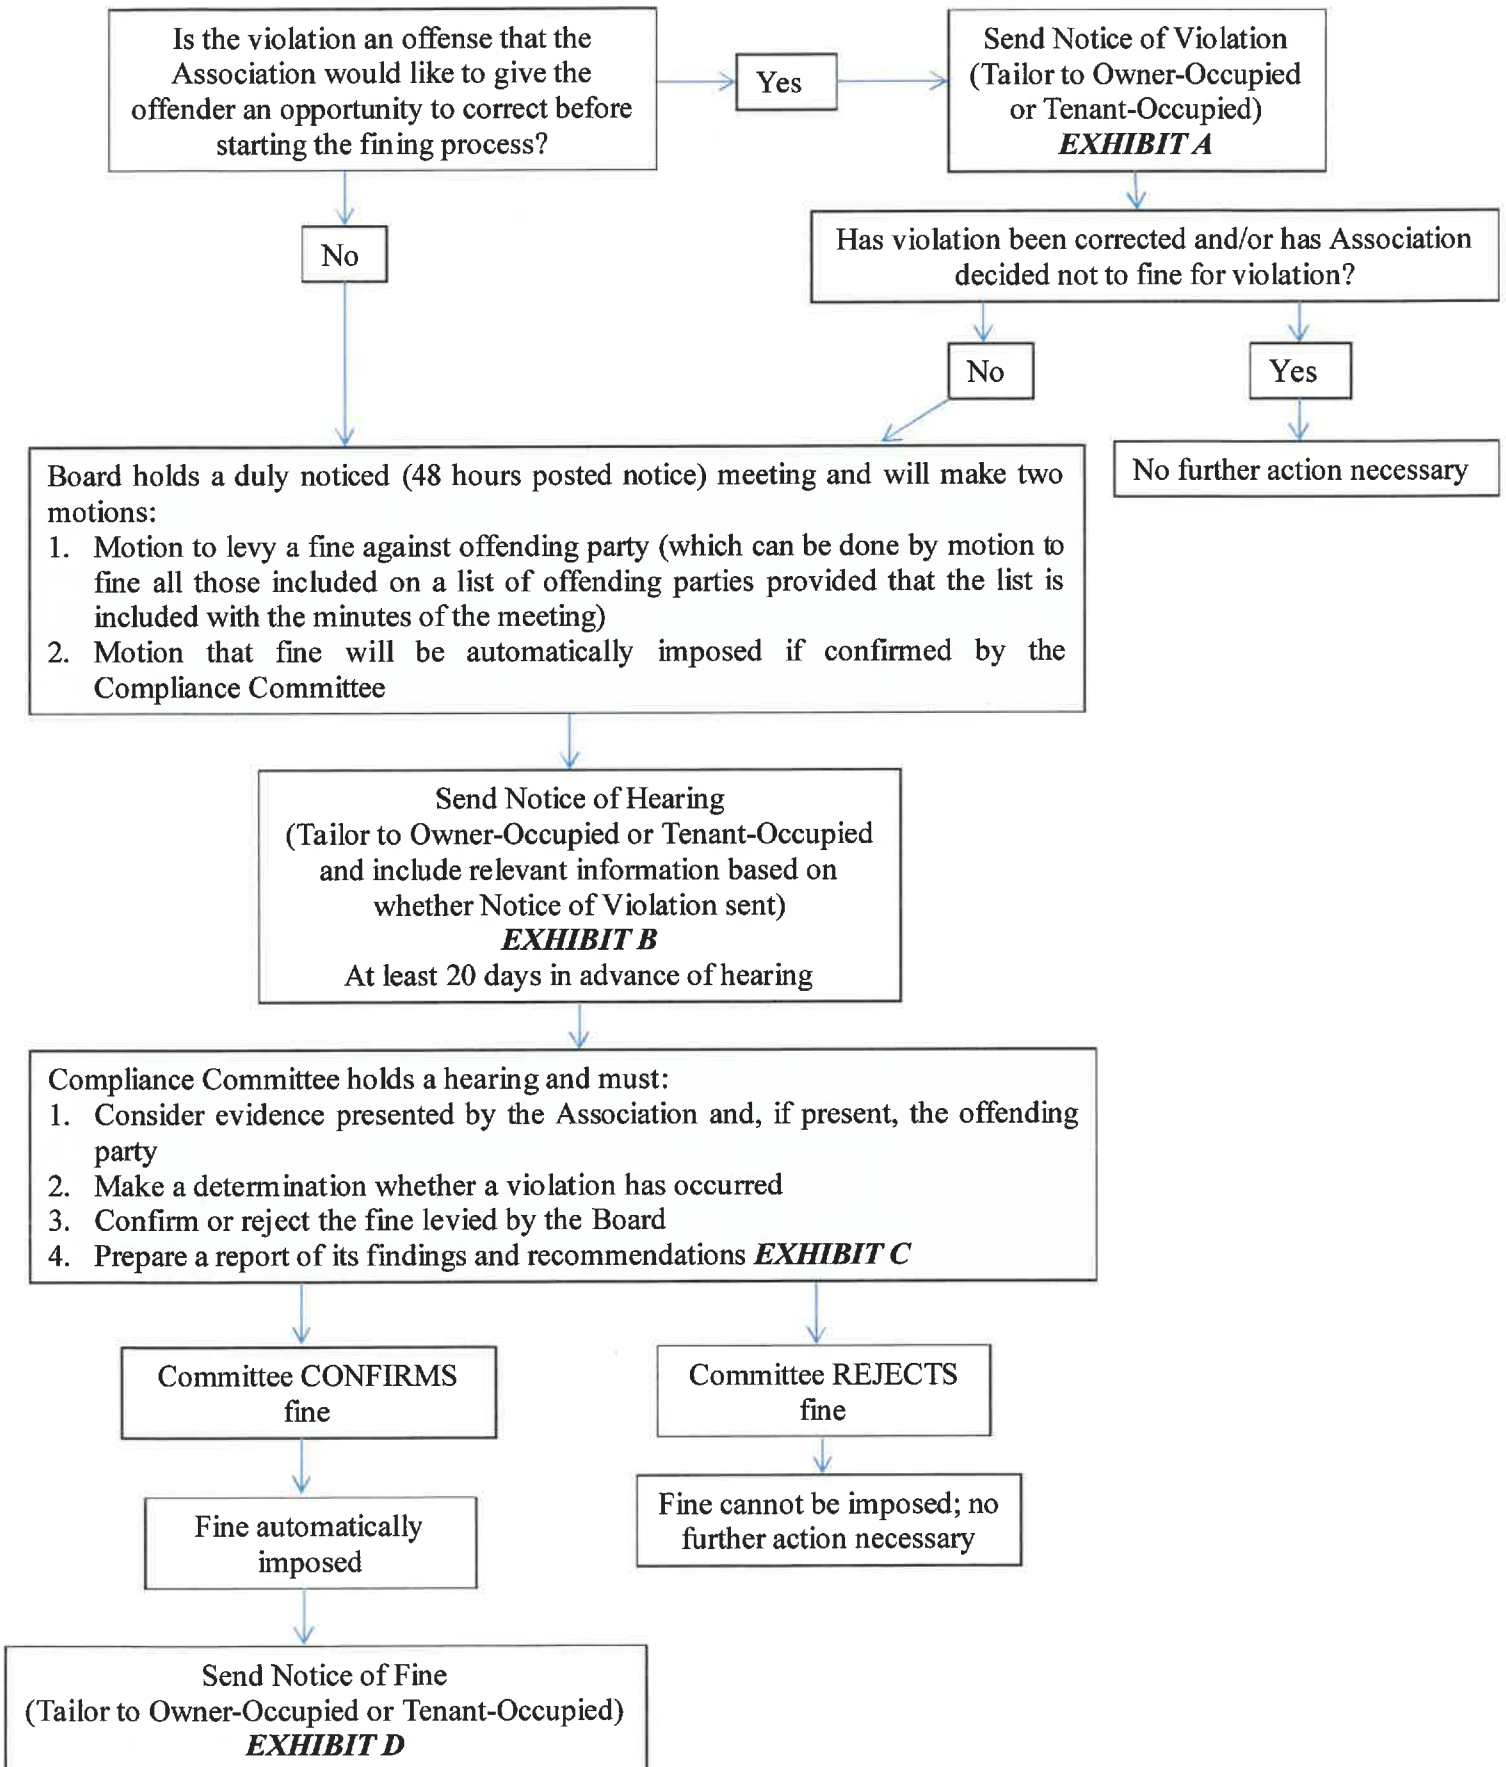 Is the violation an offense that the
Association would like to give the
offender an opportunity to correct before
starting the fining process?
Yes
Send Notice of Violation
(Tailor to Owner-Occupied
or Tenant-Occupied)
EXHIBIT A
No
Has violation been corrected and/or has Association
decided not to fine for violation?
No
Yes
No further action necessary
Board holds a duly noticed (48 hours posted notice) meeting and will make two
motions:
1. Motion to levy a fine against offending party (which can be done by motion to
fine all those included on a list of offending parties provided that the list is
included with the minutes of the meeting)
2. Motion that fine will be automatically imposed if confirmed by the
Compliance Committee
Send Notice of Hearing
(Tailor to Owner-Occupied or Tenant-Occupied
and include relevant information based on
whether Notice of Violation sent)
EXHIBIT B
At least 20 days in advance of hearing
Compliance Committee holds a hearing and must:
1. Consider evidence presented by the Association and, if present, the offending
party
2. Make a determination whether a violation has occurred
3. Confirm or reject the fine levied by the Board
4. Prepare a report of its findings and recommendations EXHIBIT C
Committee CONFIRMS
fine
Committee REJECTS
fine
Fine automatically
imposed
Fine cannot be imposed; no
further action necessary
Send Notice of Fine
(Tailor to Owner-Occupied or Tenant-Occupied)
EXHIBIT D